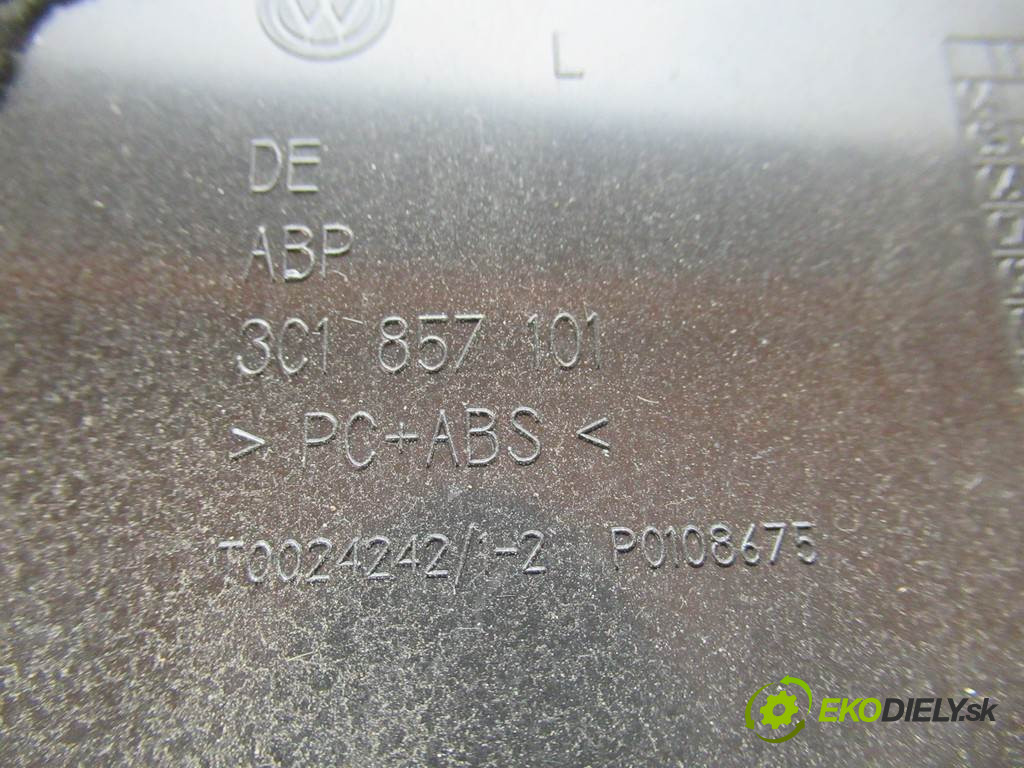 L
DE
ABP
3C1 857 101
> PC+ABS <
T0024242/1-2 P0108675
EKODIELY.sk